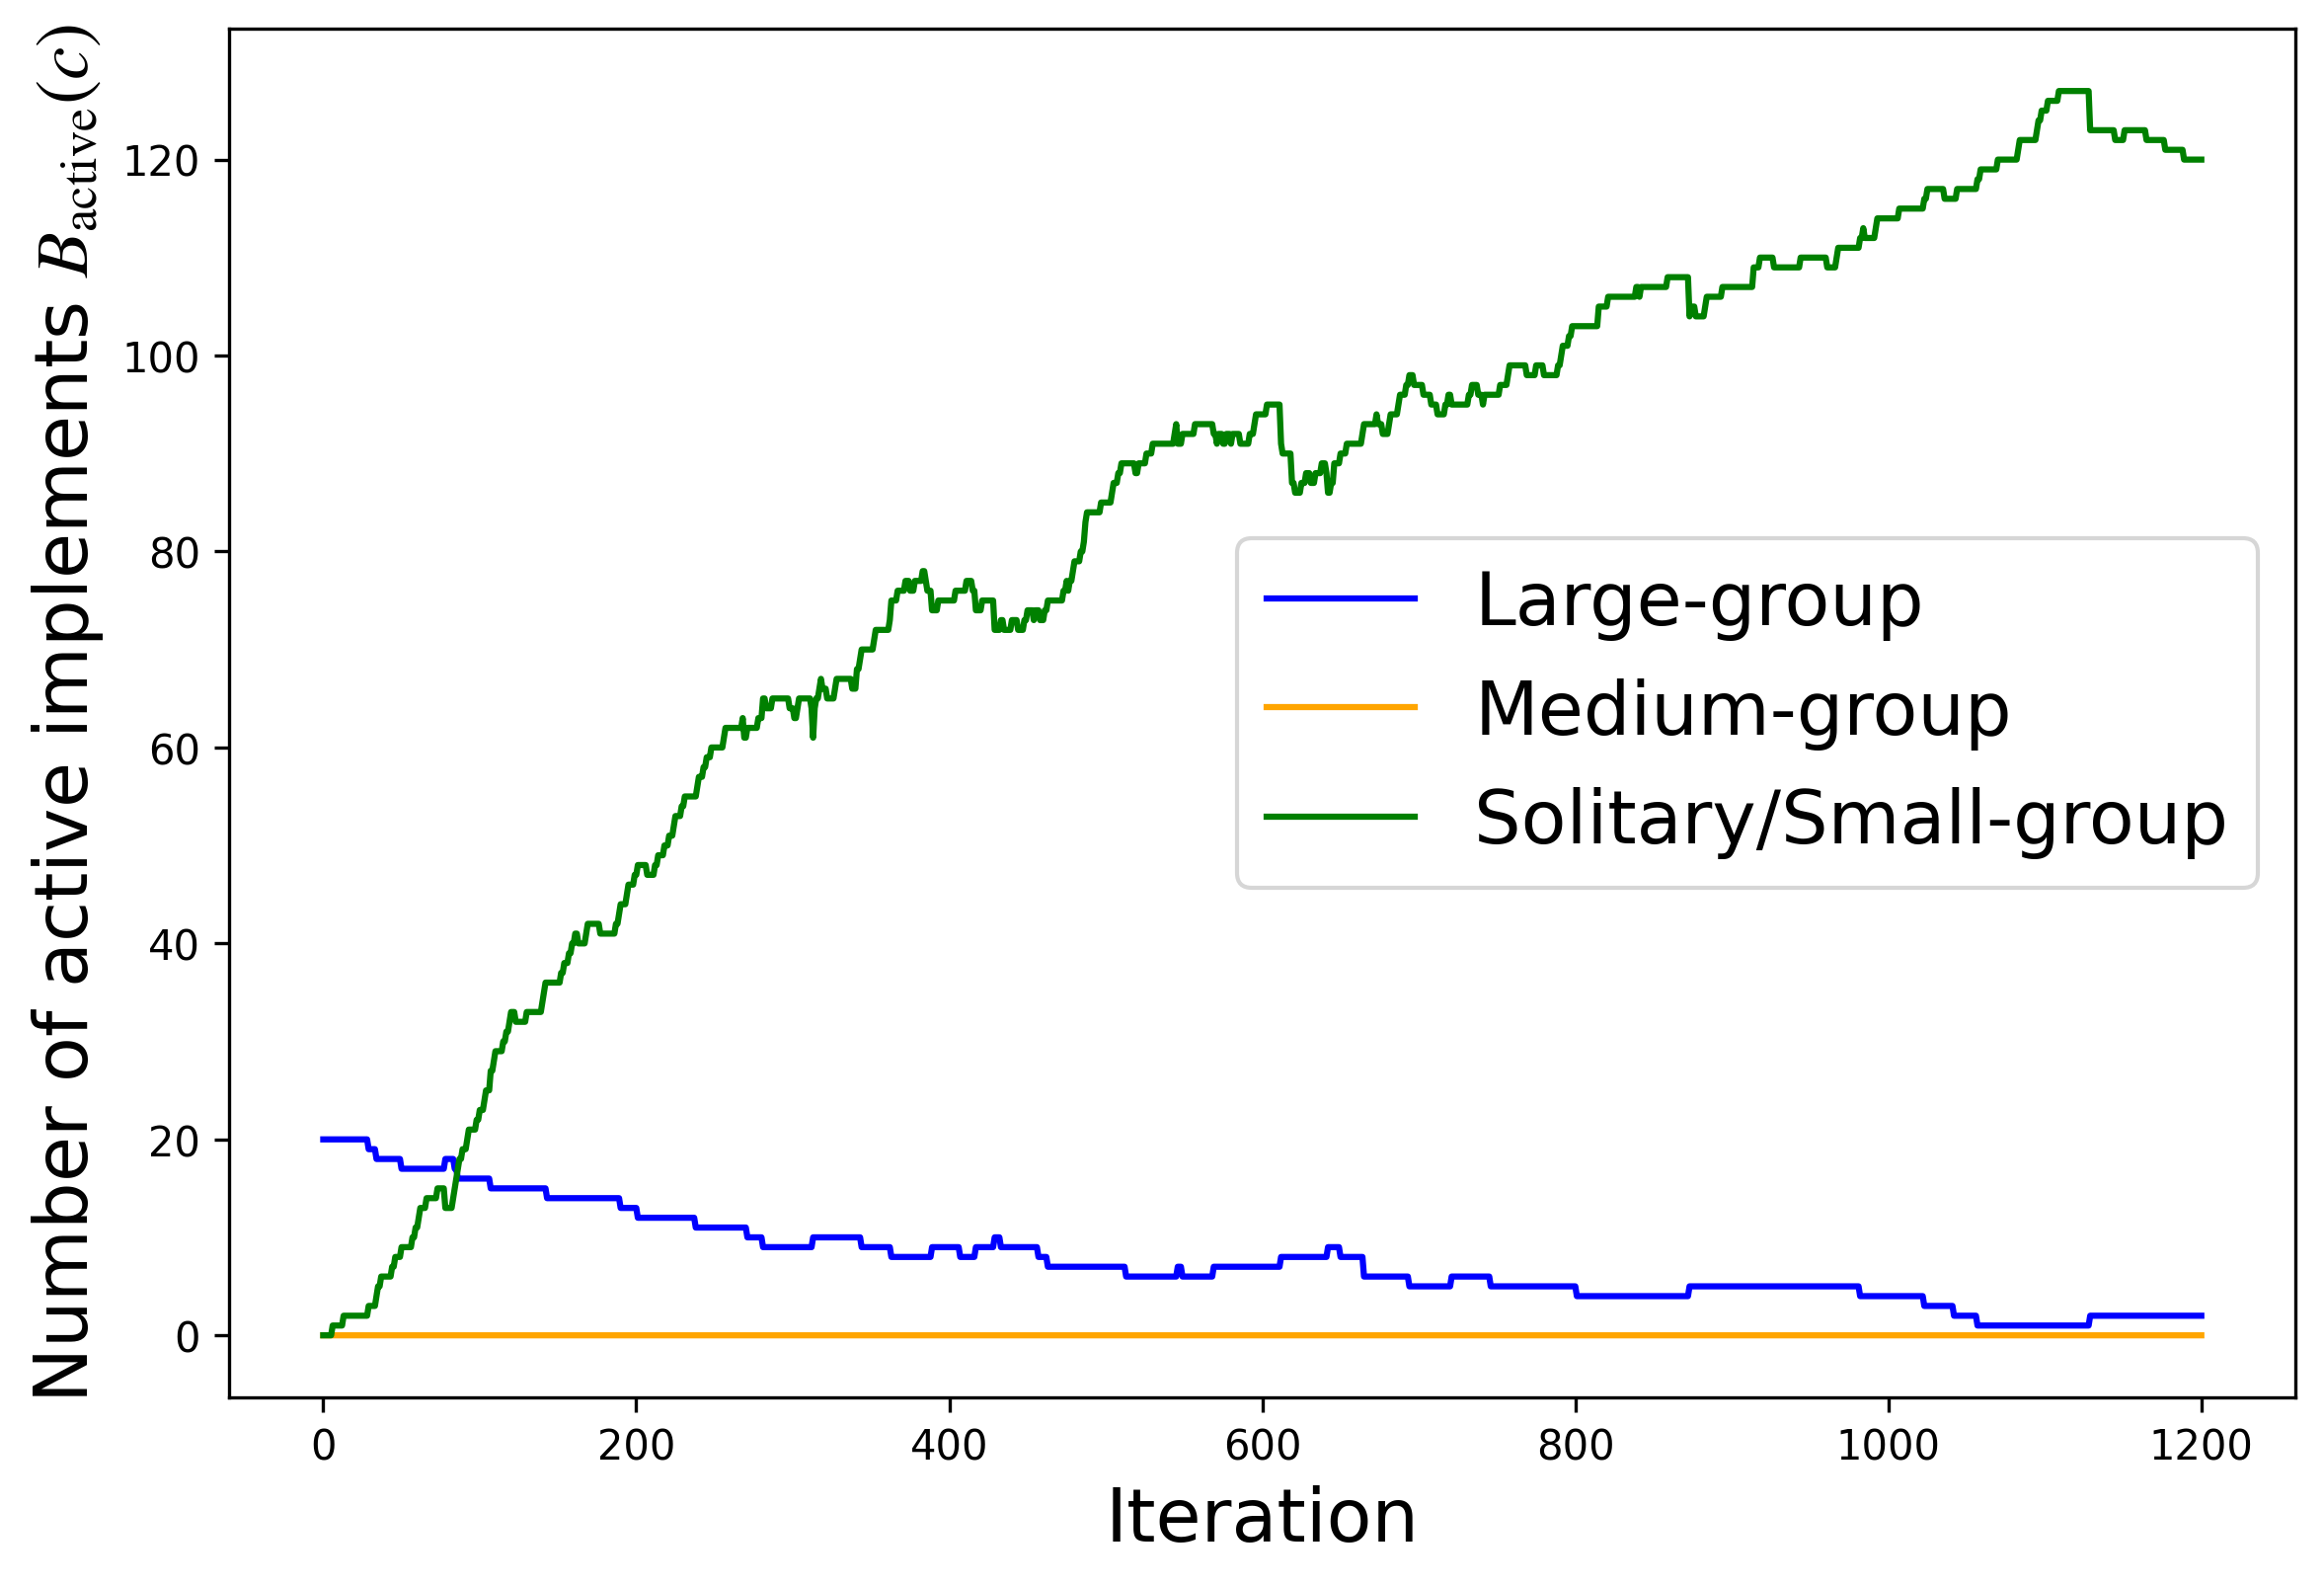 Number of active implements B_active(c)
120
100
80
60
40
20
0
Large-group
Medium-group
Solitary/Small-group
0 200 400 600 800 1000 1200
Iteration